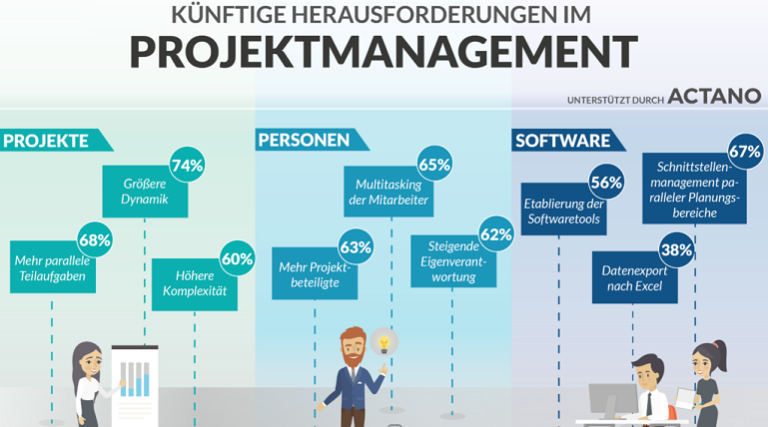 KÜNFTIGE HERAUSFORDERUNGEN IM
PROJEKTMANAGEMENT
UNTERSTÜTZT DURCH ACTANO
PROJEKTE
74%
Größere
Dynamik
68%
Mehr parallele
Teilaufgaben
60%
Höhere
Komplexität
PERSONEN
65%
Multitasking
der Mitarbeiter
63%
Mehr Projekt-
beteiligte
62%
Steigende
Eigenverant-
wortung
SOFTWARE
56%
Etablierung der
Softwaretools
67%
Schnittstellen-
management pa-
ralleler Planungs-
bereiche
38%
Datenexport
nach Excel